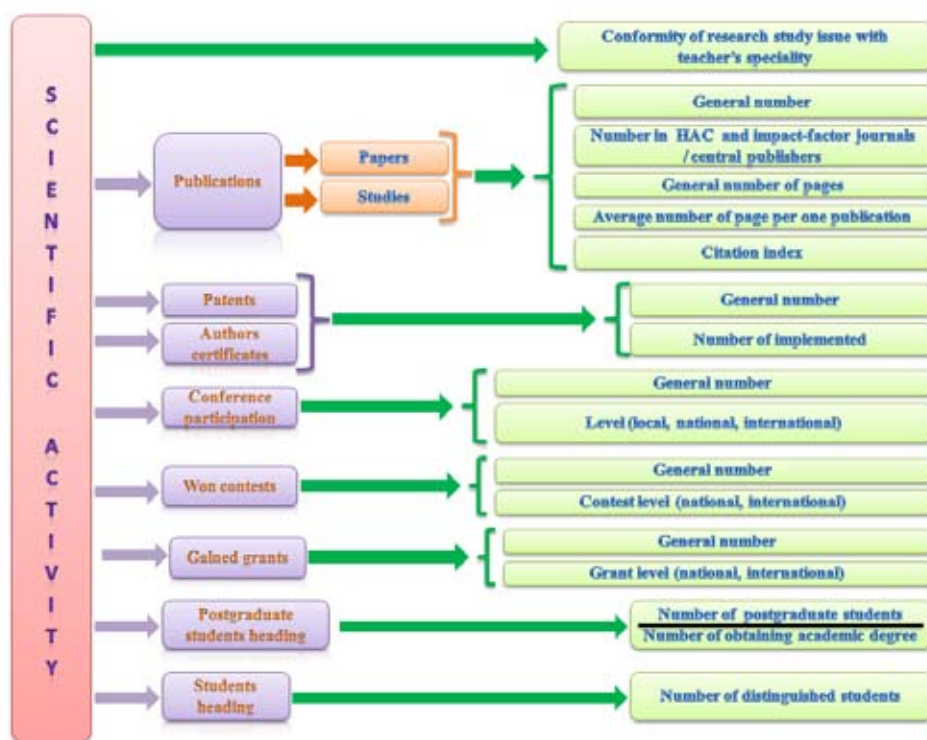 SCIENTIFIC ACTIVITY
Conformity of research study issue with
teacher's speciality
Publications
Papers
Studies
General number
Number in HAC and impact-factor journals
/ central publishers
General number of pages
Average number of page per one publication
Citation index
Patents
Authors
certificates
General number
Number of implemented
Conference
participation
General number
Level (local, national, international)
Won contests
General number
Contest level (national, international)
Gained grants
General number
Grant level (national, international)
Postgraduate
students heading
Number of postgraduate students
Number of obtaining academic degree
Students
heading
Number of distinguished students